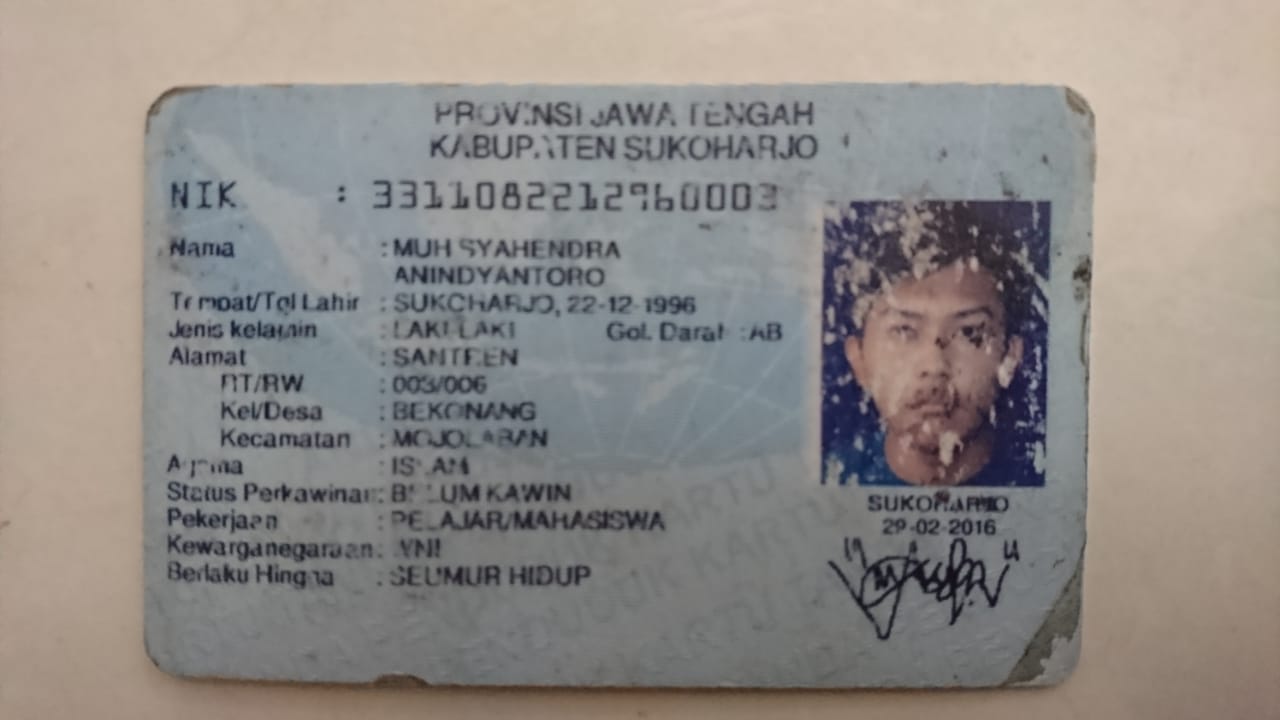 PROVINSI JAWA TENGAH
KABUPATEN SUKOHARJO
NIK : 3311082212960003
Nama : MUH SYAHENDRA
ANINDYANTORO
Tempat/Tgl Lahir : SUKOHARJO, 22-12-1996
Jenis kelamin : LAKI-LAKI Gol. Darah : AB
Alamat : SANTREN
RT/RW : 003/006
Kel/Desa : BEKONANG
Kecamatan : MOJOLABAN
Agama : ISLAM
Status Perkawinan: BELUM KAWIN
Pekerjaan : PELAJAR/MAHASISWA
Kewarganegaraan: WNI
Berlaku Hingga : SEUMUR HIDUP
SUKOHARJO
29-02-2016